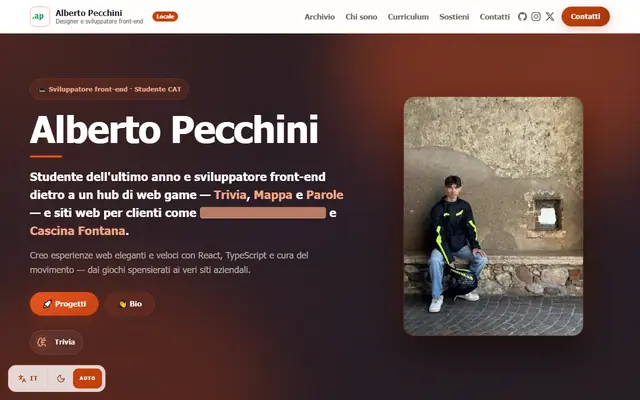 .ap
Alberto Pecchini
Designer e sviluppatore front-end
Locale
Archivio
Chi sono
Curriculum
Sostieni
Contatti
Contatti
Sviluppatore front-end · Studente CAT
Alberto Pecchini
Studente dell'ultimo anno e sviluppatore front-end
dietro a un hub di web game — Trivia, Mappa e Parole
— e siti web per clienti come e
Cascina Fontana.
Creo esperienze web eleganti e veloci con React, TypeScript e cura del
movimento — dai giochi spensierati ai veri siti aziendali.
Progetti
Bio
Trivia
IT
AUTO